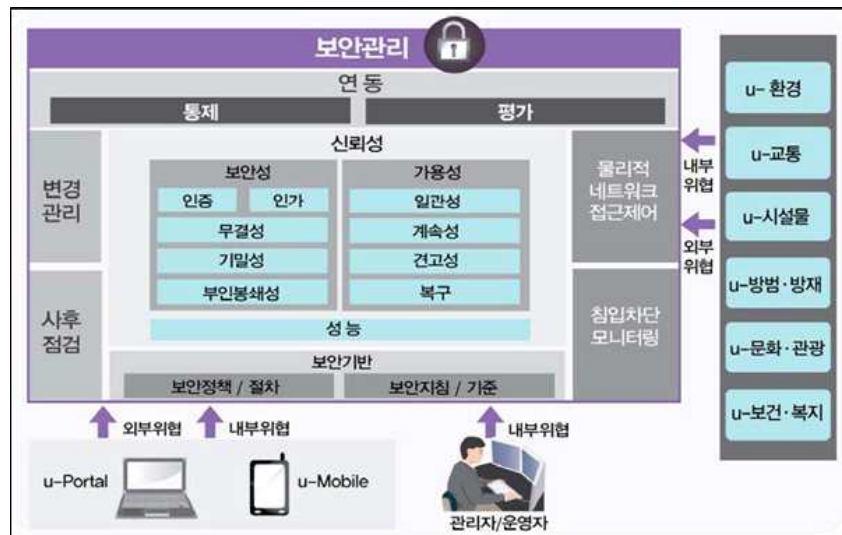 보안관리
연동
통제
평가
변경
관리
사후
점검
신뢰성
보안성
인증
인가
무결성
기밀성
부인봉쇄성
가용성
일관성
계속성
견고성
복구
성능
보안기반
보안정책 / 절차
보안지침 / 기준
물리적
네트워크
접근제어
침입차단
모니터링
내부
위협
외부
위협
u- 환경
u-교통
u-시설물
u-방범·방재
u-문화·관광
u-보건·복지
외부위협
내부위협
내부위협
u-Portal
u-Mobile
관리자/운영자